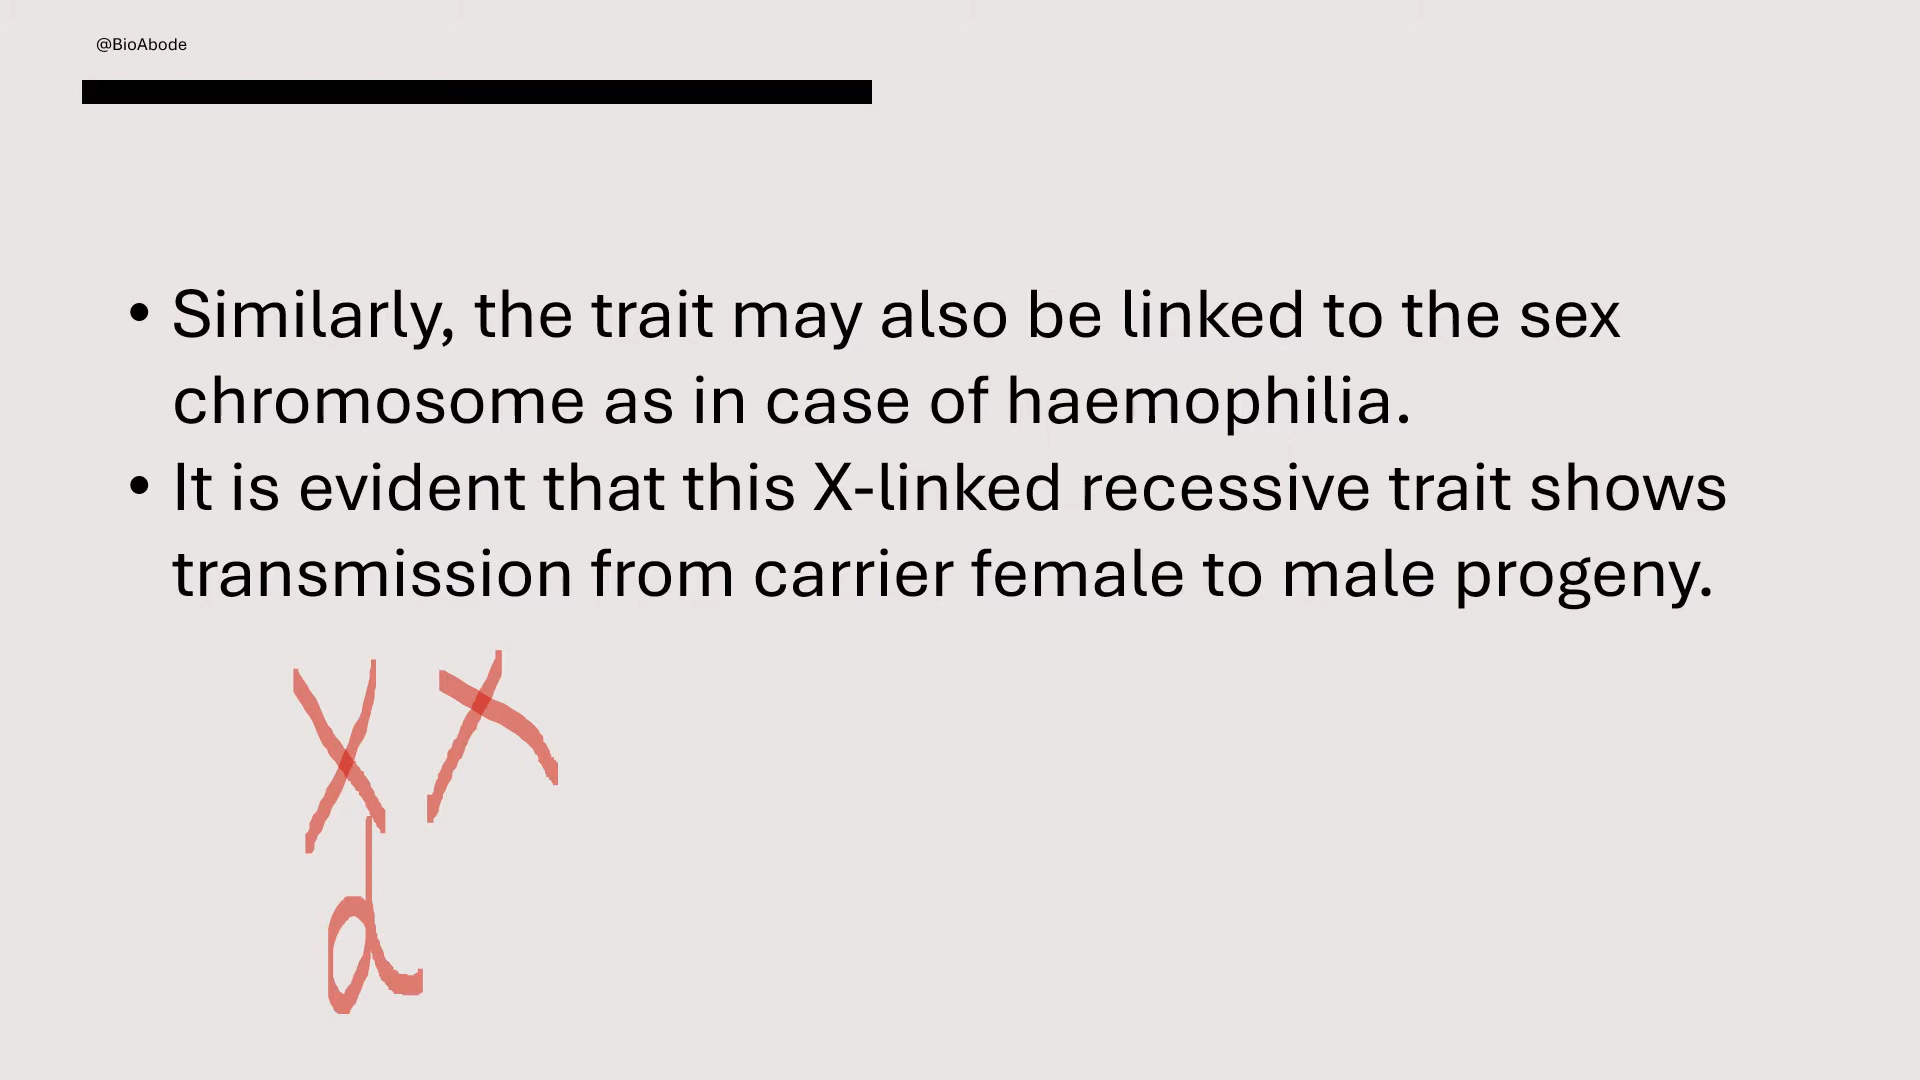 @BioAbode
• Similarly, the trait may also be linked to the sex
chromosome as in case of haemophilia.
• It is evident that this X-linked recessive trait shows
transmission from carrier female to male progeny.
X X
d